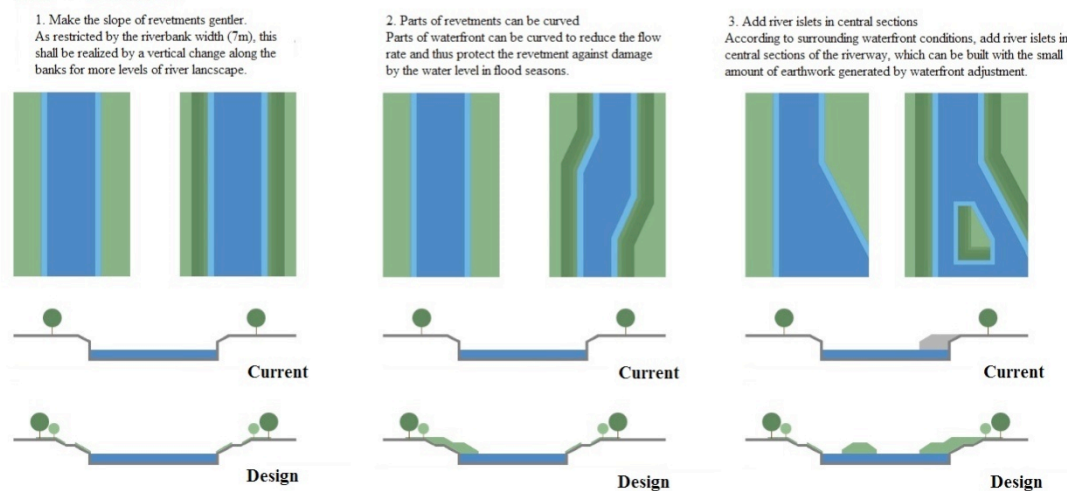 1. Make the slope of revetments gentler.
As restricted by the riverbank width (7m), this
shall be realized by a vertical change along the
banks for more levels of river lancscape.
2. Parts of revetments can be curved
Parts of waterfront can be curved to reduce the flow
rate and thus protect the revetment against damage
by the water level in flood seasons.
3. Add river islets in central sections
According to surrounding waterfront conditions, add river islets in
central sections of the riverway, which can be built with the small
amount of earthwork generated by waterfront adjustment.
Current
Current
Current
Design
Design
Design